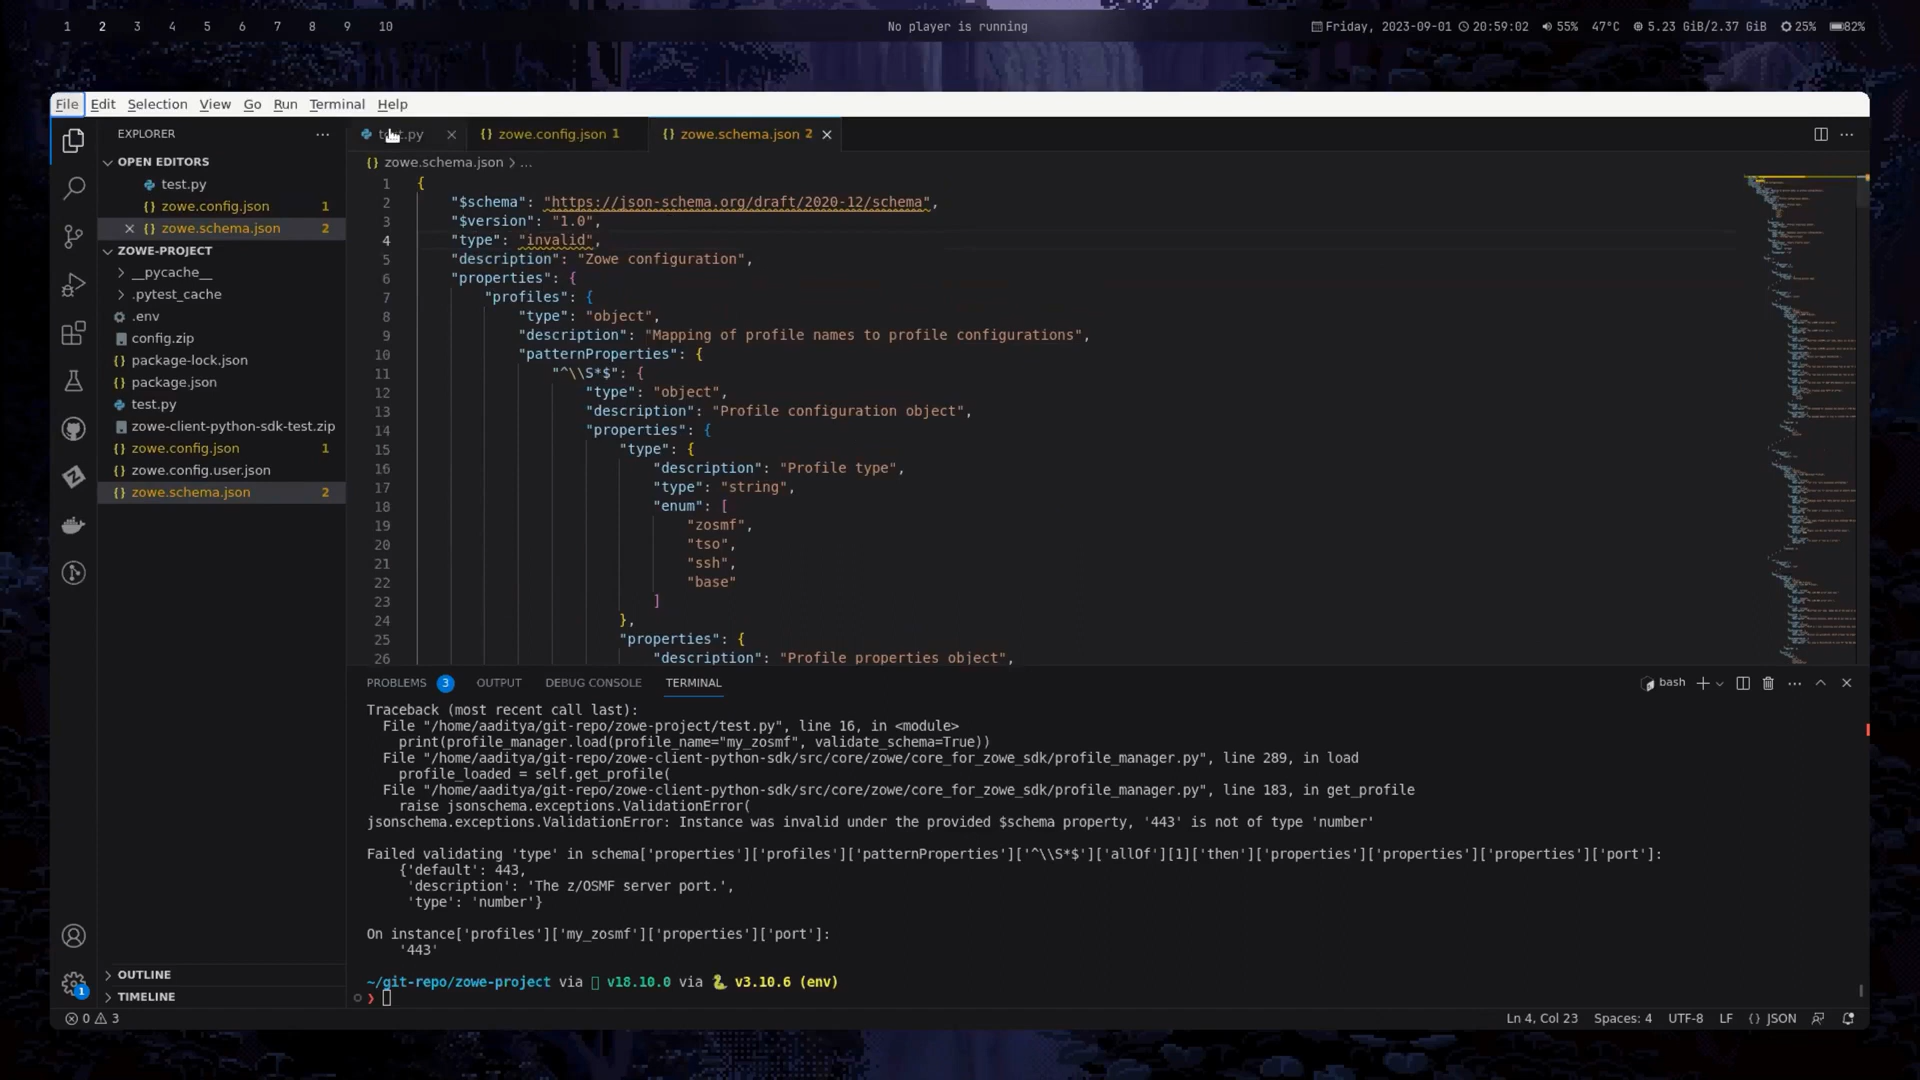 1 2 3 4 5 6 7 8 9 10
No player is running
Friday, 2023-09-01 20:59:02 55% 47°C 5.23 GiB/2.37 GiB 25% 82%
File Edit Selection View Go Run Terminal Help
EXPLORER
OPEN EDITORS
test.py
zowe.config.json 1
zowe.schema.json 2
ZOWE-PROJECT
__pycache__
.pytest_cache
.env
config.zip
package-lock.json
package.json
test.py
zowe-client-python-sdk-test.zip
zowe.config.json 1
zowe.config.user.json
zowe.schema.json 2
OUTLINE
TIMELINE
1
zowe.config.json 1
zowe.schema.json 2
zowe.schema.json > ...
1 {
2 "$schema": "https://json-schema.org/draft/2020-12/schema",
3 "$version": "1.0",
4 "type": "invalid",
5 "description": "Zowe configuration",
6 "properties": {
7 "profiles": {
8 "type": "object",
9 "description": "Mapping of profile names to profile configurations",
10 "patternProperties": {
11 "^\\S*$": {
12 "type": "object",
13 "description": "Profile configuration object",
14 "properties": {
15 "type": {
16 "description": "Profile type",
17 "type": "string",
18 "enum": [
19 "zosmf",
20 "tso",
21 "ssh",
22 "base"
23 ]
24 },
25 "properties": {
26 "description": "Profile properties object",
PROBLEMS 3 OUTPUT DEBUG CONSOLE TERMINAL
bash
Traceback (most recent call last):
File "/home/aaditya/git-repo/zowe-project/test.py", line 16, in <module>
print(profile_manager.load(profile_name="my_zosmf", validate_schema=True))
File "/home/aaditya/git-repo/zowe-client-python-sdk/src/core/zowe/core_for_zowe_sdk/profile_manager.py", line 289, in load
profile_loaded = self.get_profile(
File "/home/aaditya/git-repo/zowe-client-python-sdk/src/core/zowe/core_for_zowe_sdk/profile_manager.py", line 183, in get_profile
raise jsonschema.exceptions.ValidationError(
jsonschema.exceptions.ValidationError: Instance was invalid under the provided $schema property, '443' is not of type 'number'
Failed validating 'type' in schema['properties']['profiles']['patternProperties']['^\\S*$']['allOf'][1]['then']['properties']['properties']['properties']['port']:
{'default': 443,
'description': 'The z/OSMF server port.',
'type': 'number'}
On instance['profiles']['my_zosmf']['properties']['port']:
'443'
~/git-repo/zowe-project via v18.10.0 via 🐍 v3.10.6 (env)
❯
0 3
Ln 4, Col 23 Spaces: 4 UTF-8 LF {} JSON